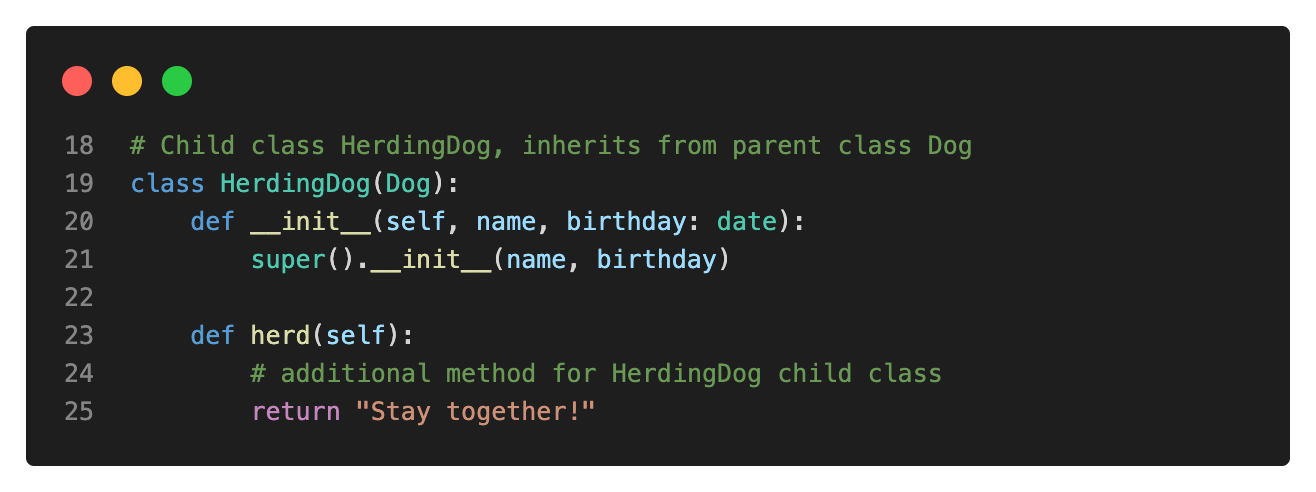 18 # Child class HerdingDog, inherits from parent class Dog
19 class HerdingDog(Dog):
20     def __init__(self, name, birthday: date):
21         super().__init__(name, birthday)
22
23     def herd(self):
24         # additional method for HerdingDog child class
25         return "Stay together!"